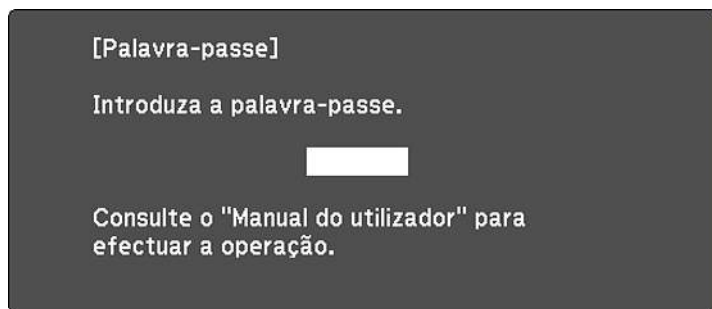 [Palavra-passe]
Introduza a palavra-passe.
Consulte o "Manual do utilizador" para
efectuar a operação.